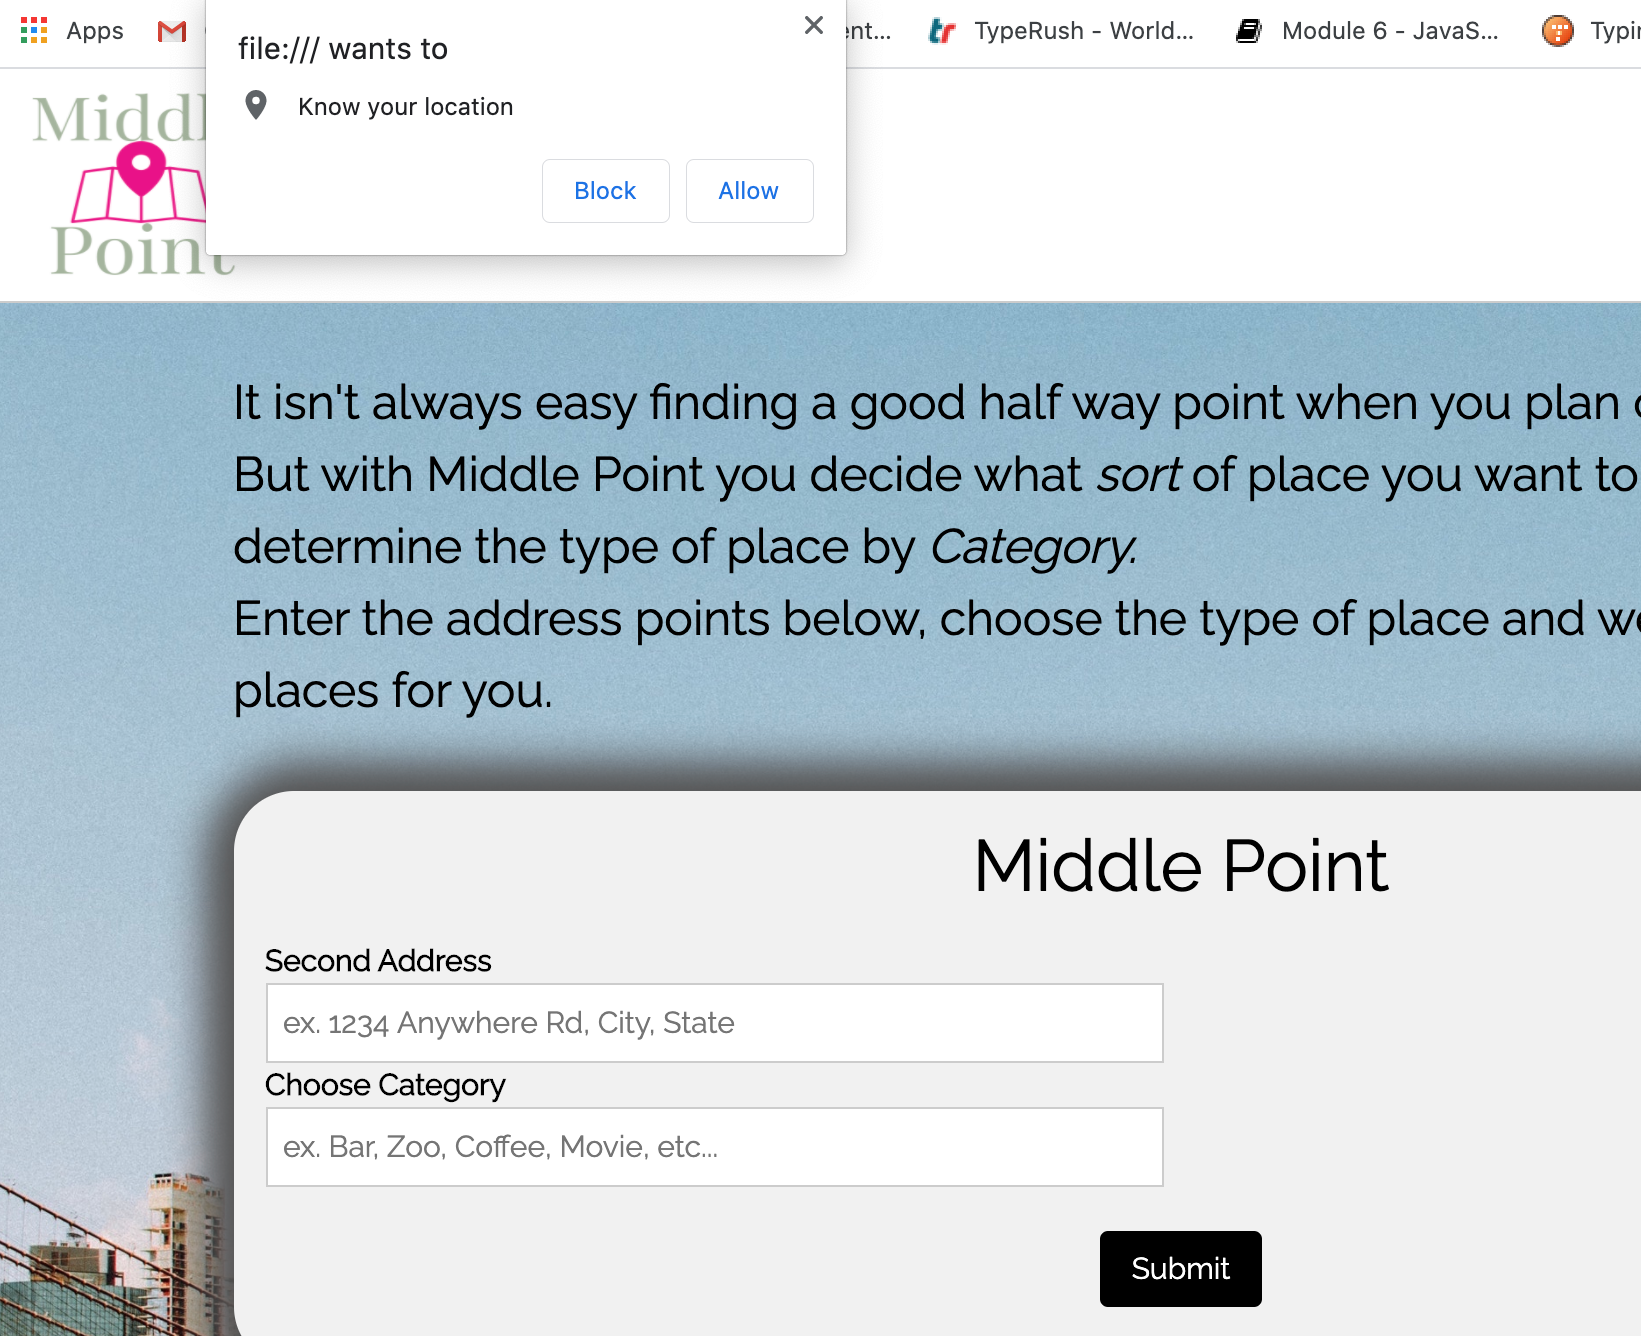 Apps
ent...
TypeRush - World...
Module 6 - JavaS...
Typin
file:/// wants to
Know your location
Block
Allow
Middl
Point
It isn't always easy finding a good half way point when you plan
But with Middle Point you decide what sort of place you want to
determine the type of place by Category.
Enter the address points below, choose the type of place and we
places for you.
Middle Point
Second Address
ex. 1234 Anywhere Rd, City, State
Choose Category
ex. Bar, Zoo, Coffee, Movie, etc...
Submit